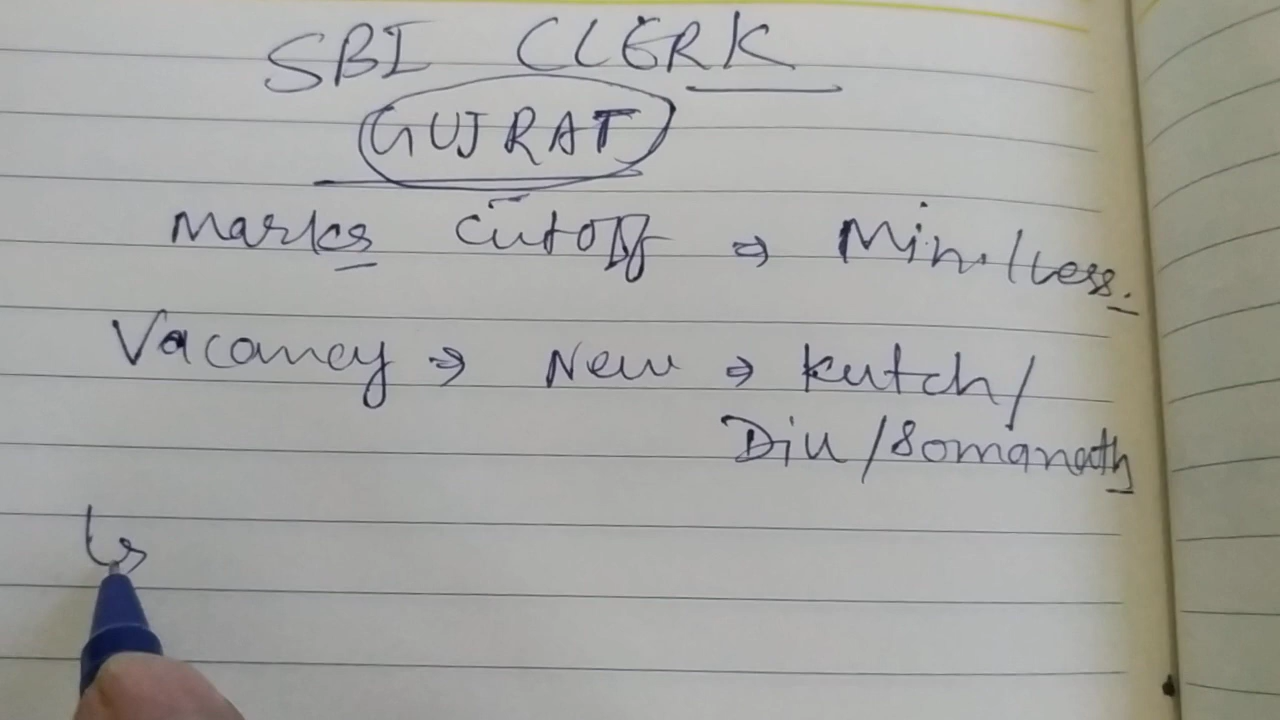 SBI CLERK
GUJRAT
Marks cutoff ⇒ Min./Less.
Vacancy ⇒ New ⇒ Kutch/
Diu/Somanath